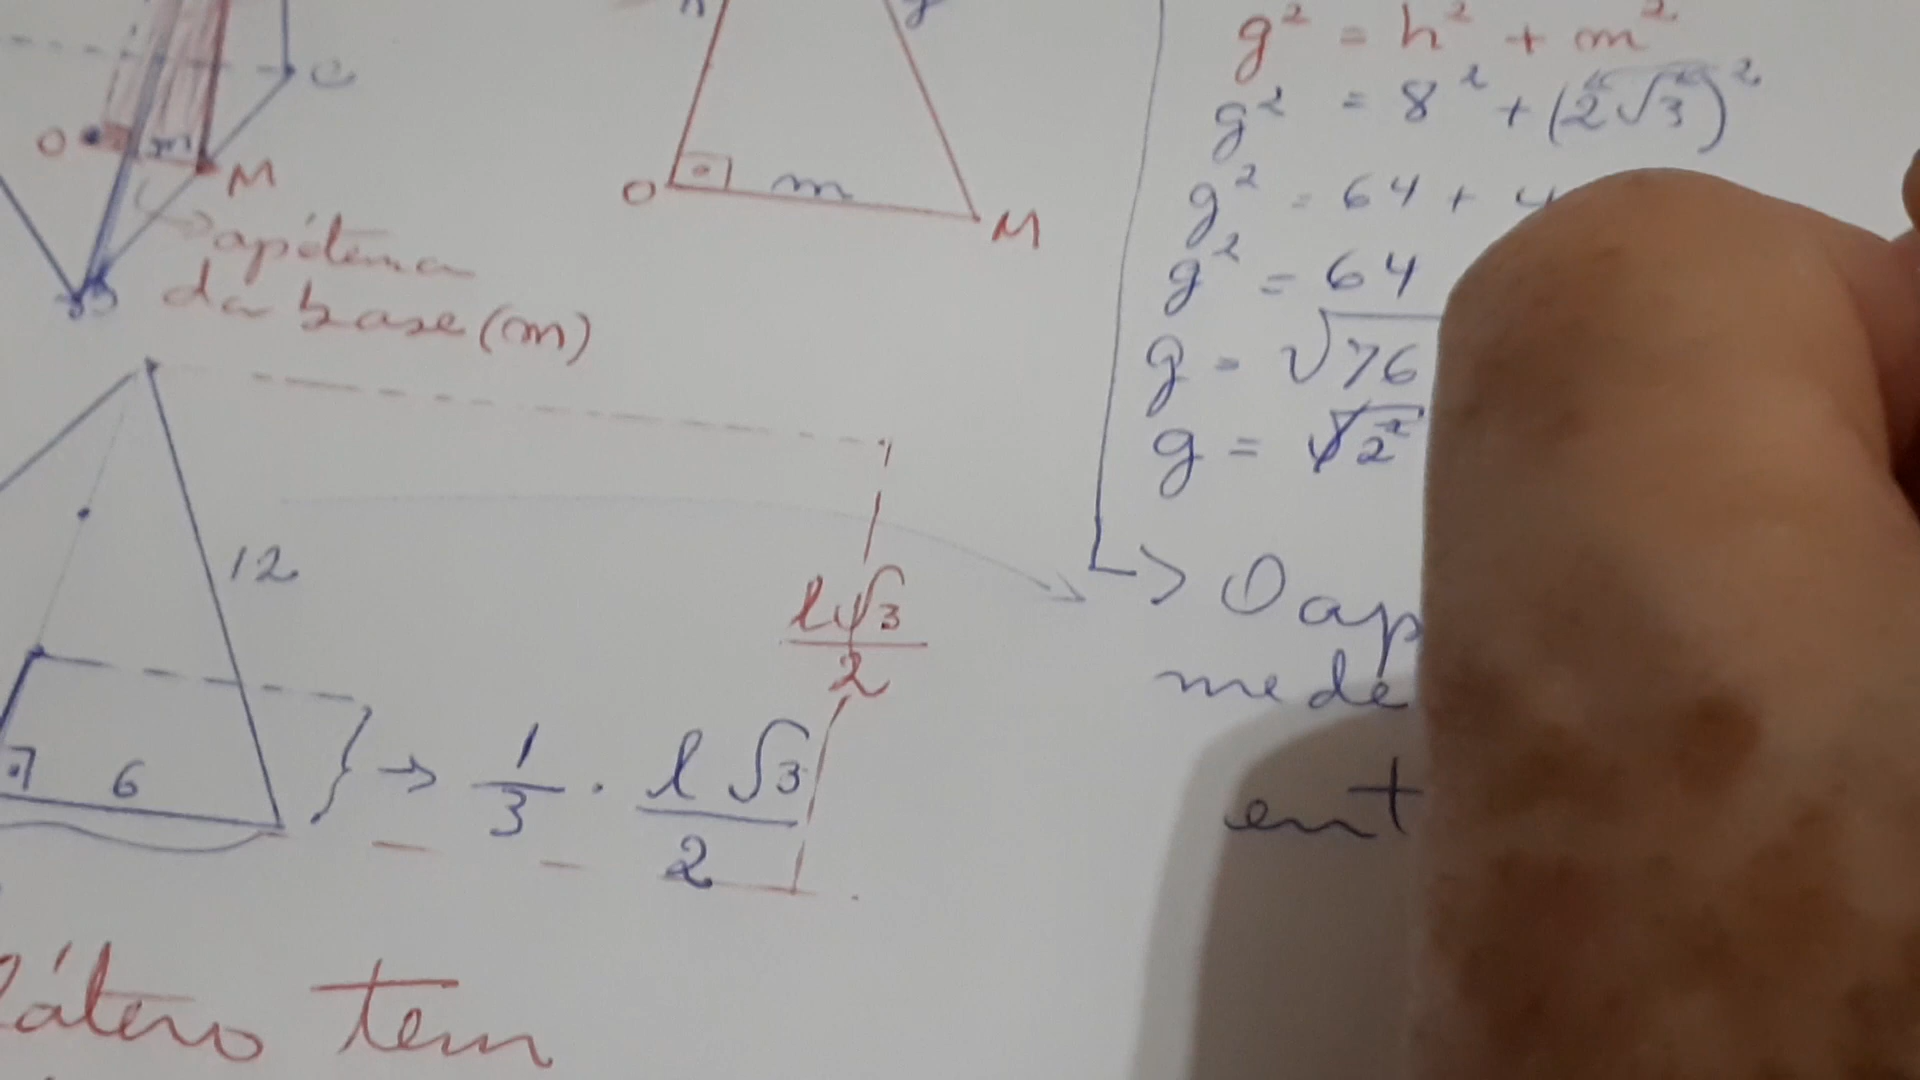 C
O m M
apótema
da base (m)
h g
O m M
g² = h² + m²
g² = 8² + (2√3)²
g² = 64 + 4
g² = 64
g = √76
g = √2²
12
l√3
2
7 6
1/3 · l√3/2
→ O ap
mede
ent
látero tem